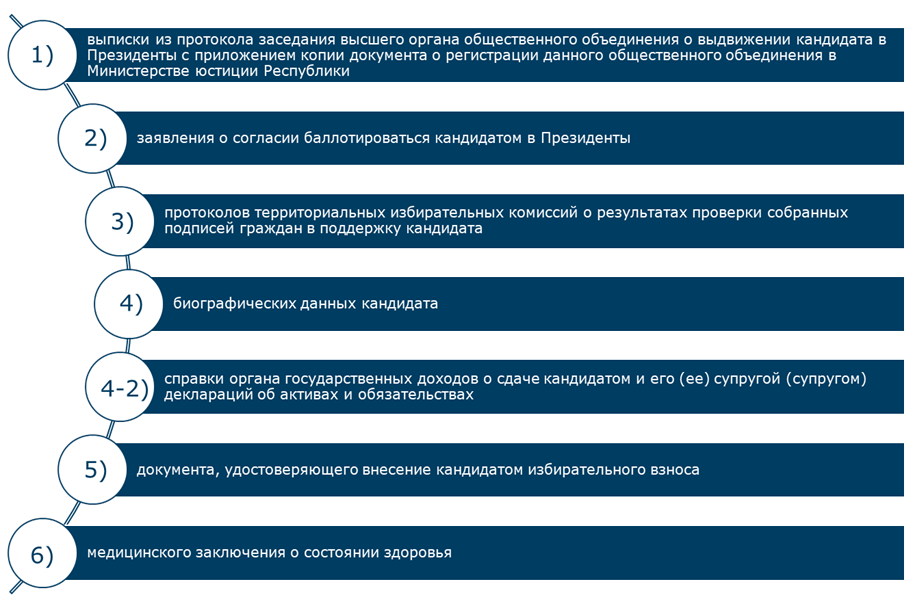 1)
выписки из протокола заседания высшего органа общественного объединения о выдвижении кандидата в
Президенты с приложением копии документа о регистрации данного общественного объединения в
Министерстве юстиции Республики
2)
заявления о согласии баллотироваться кандидатом в Президенты
3)
протоколов территориальных избирательных комиссий о результатах проверки собранных
подписей граждан в поддержку кандидата
4)
биографических данных кандидата
4-2)
справки органа государственных доходов о сдаче кандидатом и его (ее) супругой (супругом)
деклараций об активах и обязательствах
5)
документа, удостоверяющего внесение кандидатом избирательного взноса
6)
медицинского заключения о состоянии здоровья